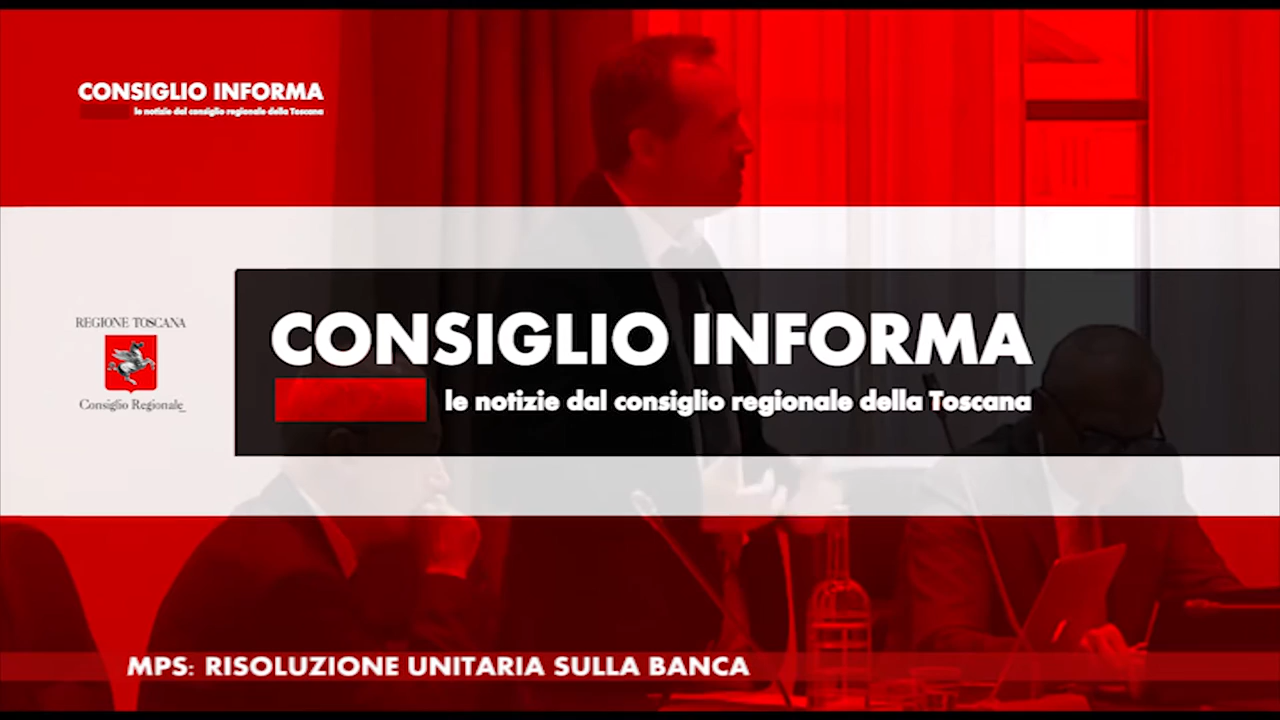 CONSIGLIO INFORMA
le notizie dal consiglio regionale della Toscana
REGIONE TOSCANA
Consiglio Regionale
CONSIGLIO INFORMA
le notizie dal consiglio regionale della Toscana
MPS: RISOLUZIONE UNITARIA SULLA BANCA